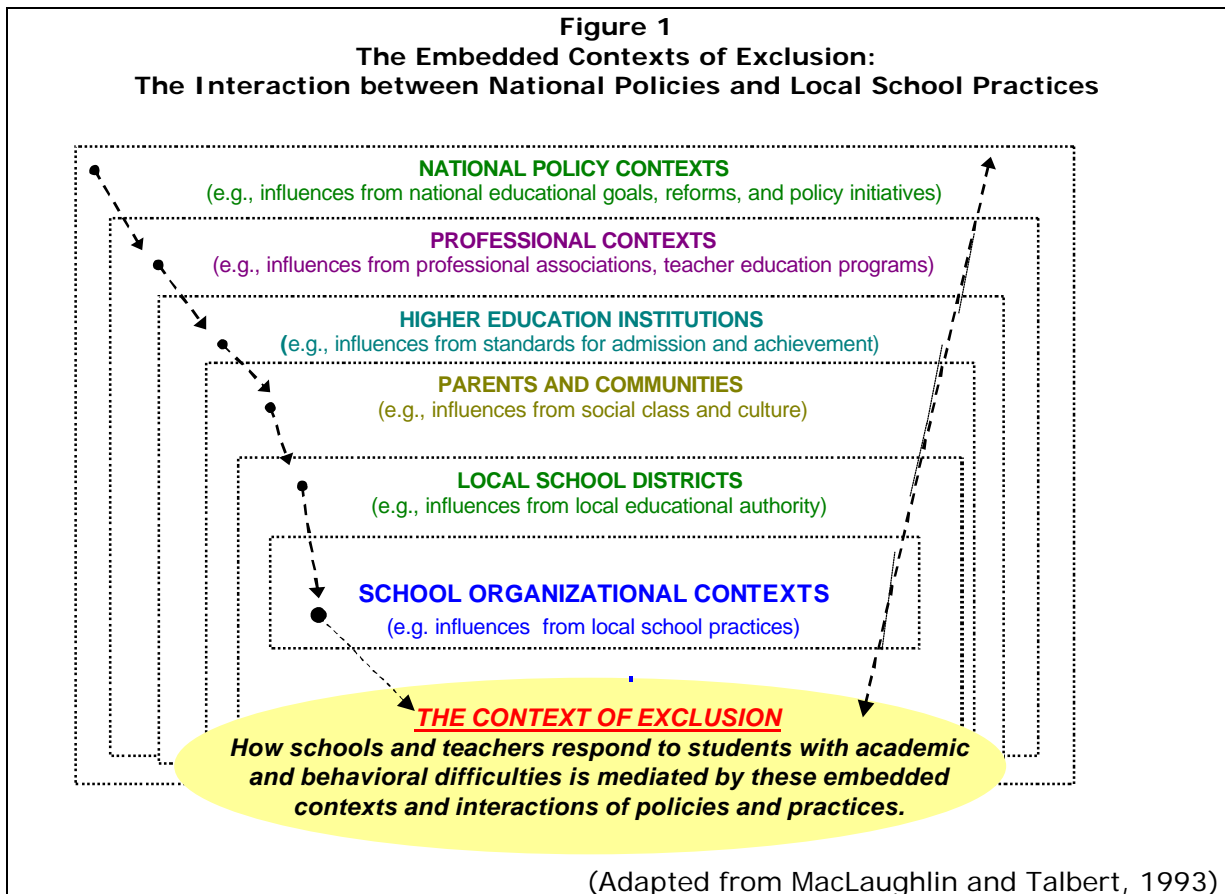 Figure 1
The Embedded Contexts of Exclusion:
The Interaction between National Policies and Local School Practices
NATIONAL POLICY CONTEXTS
(e.g., influences from national educational goals, reforms, and policy initiatives)
PROFESSIONAL CONTEXTS
(e.g., influences from professional associations, teacher education programs)
HIGHER EDUCATION INSTITUTIONS
(e.g., influences from standards for admission and achievement)
PARENTS AND COMMUNITIES
(e.g., influences from social class and culture)
LOCAL SCHOOL DISTRICTS
(e.g., influences from local educational authority)
SCHOOL ORGANIZATIONAL CONTEXTS
(e.g. influences from local school practices)
THE CONTEXT OF EXCLUSION
How schools and teachers respond to students with academic
and behavioral difficulties is mediated by these embedded
contexts and interactions of policies and practices.
(Adapted from MacLaughlin and Talbert, 1993)